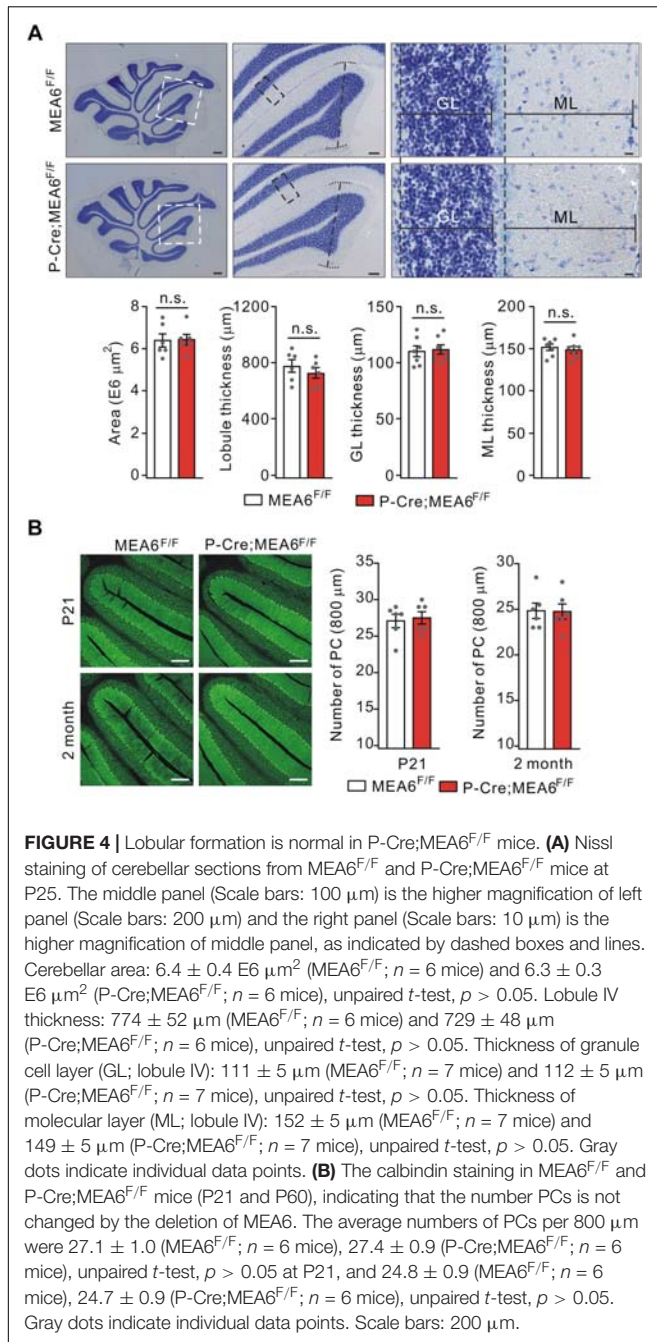 A
MEA6F/F
GL
ML
P-Cre;MEA6F/F
GL
ML
n.s.
n.s.
n.s.
n.s.
Area (E6 μm²)
8
6
4
2
0
Lobule thickness (μm)
1200
800
400
0
GL thickness (μm)
150
100
50
0
ML thickness (μm)
200
150
100
50
0
MEA6F/F
P-Cre;MEA6F/F
B
MEA6F/F
P-Cre;MEA6F/F
P21
2 month
Number of PC (800 μm)
35
30
25
20
15
10
P21
Number of PC (800 μm)
30
25
20
15
10
2 month
MEA6F/F
P-Cre;MEA6F/F
FIGURE 4 | Lobular formation is normal in P-Cre;MEA6F/F mice. (A) Nissl
staining of cerebellar sections from MEA6F/F and P-Cre;MEA6F/F mice at
P25. The middle panel (Scale bars: 100 μm) is the higher magnification of left
panel (Scale bars: 200 μm) and the right panel (Scale bars: 10 μm) is the
higher magnification of middle panel, as indicated by dashed boxes and lines.
Cerebellar area: 6.4 ± 0.4 E6 μm² (MEA6F/F; n = 6 mice) and 6.3 ± 0.3
E6 μm² (P-Cre;MEA6F/F; n = 6 mice), unpaired t-test, p > 0.05. Lobule IV
thickness: 774 ± 52 μm (MEA6F/F; n = 6 mice) and 729 ± 48 μm
(P-Cre;MEA6F/F; n = 6 mice), unpaired t-test, p > 0.05. Thickness of granule
cell layer (GL; lobule IV): 111 ± 5 μm (MEA6F/F; n = 7 mice) and 112 ± 5 μm
(P-Cre;MEA6F/F; n = 7 mice), unpaired t-test, p > 0.05. Thickness of
molecular layer (ML; lobule IV): 152 ± 5 μm (MEA6F/F; n = 7 mice) and
149 ± 5 μm (P-Cre;MEA6F/F; n = 7 mice), unpaired t-test, p > 0.05. Gray
dots indicate individual data points. (B) The calbindin staining in MEA6F/F and
P-Cre;MEA6F/F mice (P21 and P60), indicating that the number PCs is not
changed by the deletion of MEA6. The average numbers of PCs per 800 μm
were 27.1 ± 1.0 (MEA6F/F; n = 6 mice), 27.4 ± 0.9 (P-Cre;MEA6F/F; n = 6
mice), unpaired t-test, p > 0.05 at P21, and 24.8 ± 0.9 (MEA6F/F; n = 6
mice), 24.7 ± 0.9 (P-Cre;MEA6F/F; n = 6 mice), unpaired t-test, p > 0.05.
Gray dots indicate individual data points. Scale bars: 200 μm.